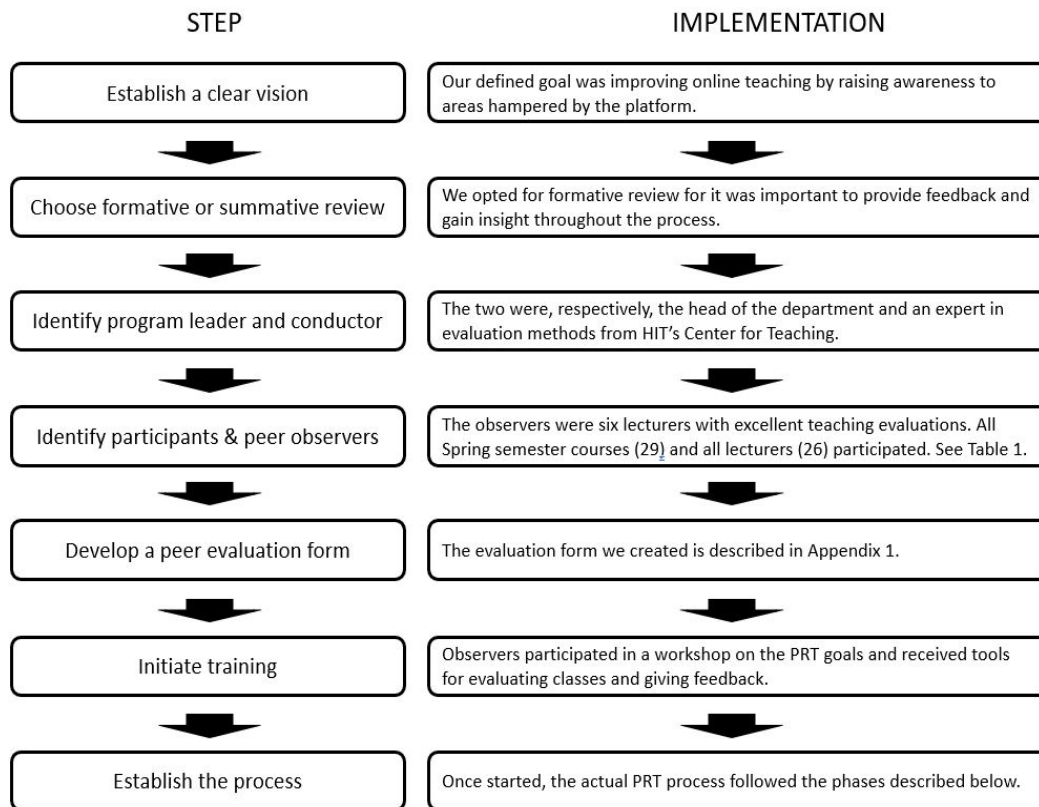 STEP
IMPLEMENTATION
Establish a clear vision
Our defined goal was improving online teaching by raising awareness to
areas hampered by the platform.
Choose formative or summative review
We opted for formative review for it was important to provide feedback and
gain insight throughout the process.
Identify program leader and conductor
The two were, respectively, the head of the department and an expert in
evaluation methods from HIT’s Center for Teaching.
Identify participants & peer observers
The observers were six lecturers with excellent teaching evaluations. All
Spring semester courses (29) and all lecturers (26) participated. See Table 1.
Develop a peer evaluation form
The evaluation form we created is described in Appendix 1.
Initiate training
Observers participated in a workshop on the PRT goals and received tools
for evaluating classes and giving feedback.
Establish the process
Once started, the actual PRT process followed the phases described below.